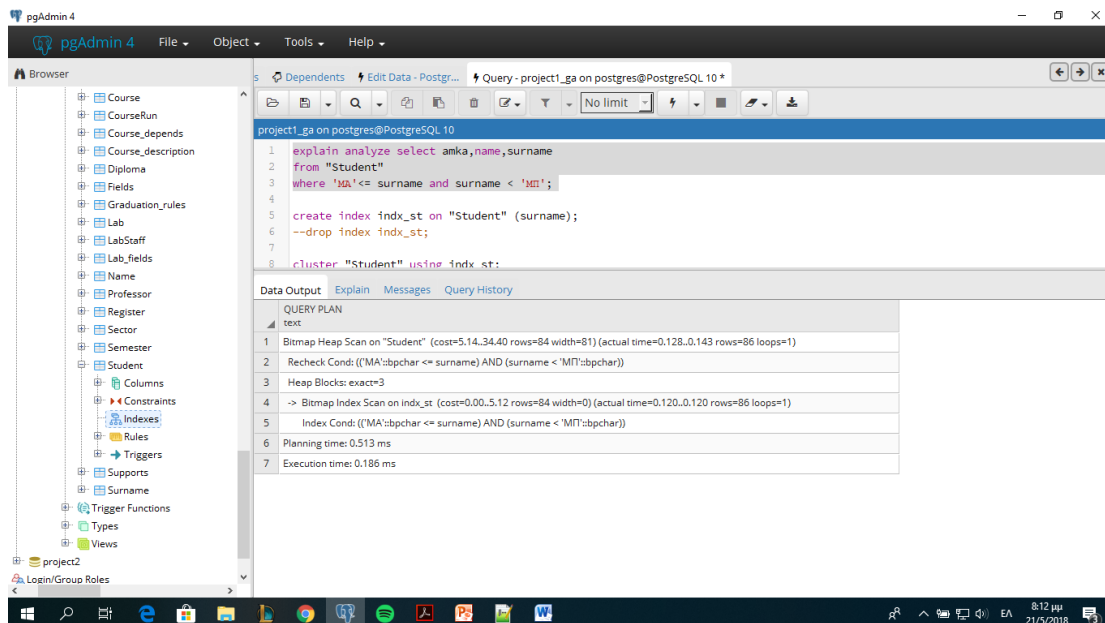 pgAdmin 4
pgAdmin 4 File Object Tools Help
Browser
Course
CourseRun
Course_depends
Course_description
Diploma
Fields
Graduation_rules
Lab
LabStaff
Lab_fields
Name
Professor
Register
Sector
Semester
Student
Columns
Constraints
Indexes
Rules
Triggers
Supports
Surname
Trigger Functions
Types
Views
project2
Login/Group Roles
s Dependents Edit Data - Postgr... Query - project1_ga on postgres@PostgreSQL 10 *
No limit
project1_ga on postgres@PostgreSQL 10
1 explain analyze select amka,name,surname
2 from "Student"
3 where 'ΜΑ'<= surname and surname < 'ΜΠ';
4
5 create index indx_st on "Student" (surname);
6 --drop index indx_st;
7
8 cluster "Student" using indx_st;
Data Output Explain Messages Query History
QUERY PLAN
text
1 Bitmap Heap Scan on "Student" (cost=5.14..34.40 rows=84 width=81) (actual time=0.128..0.143 rows=86 loops=1)
2 Recheck Cond: (('ΜΑ'::bpchar <= surname) AND (surname < 'ΜΠ'::bpchar))
3 Heap Blocks: exact=3
4 -> Bitmap Index Scan on indx_st (cost=0.00..5.12 rows=84 width=0) (actual time=0.120..0.120 rows=86 loops=1)
5 Index Cond: (('ΜΑ'::bpchar <= surname) AND (surname < 'ΜΠ'::bpchar))
6 Planning time: 0.513 ms
7 Execution time: 0.186 ms
ΕΛ
8:12 μμ
21/5/2018
3